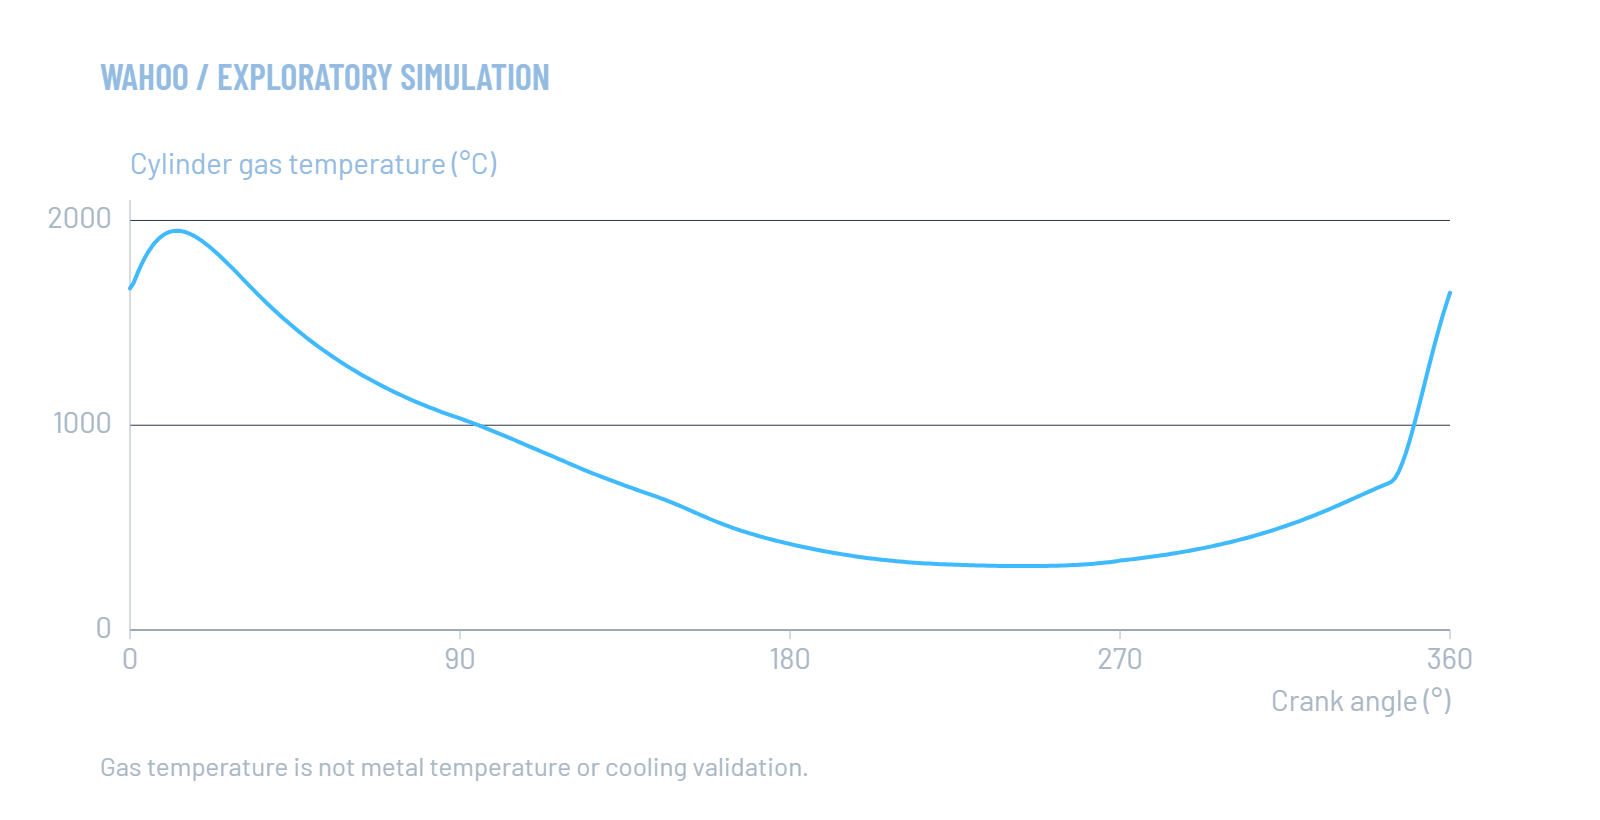 WAHOO / EXPLORATORY SIMULATION
Cylinder gas temperature (°C)
2000
1000
0
0 90 180 270 360
Crank angle (°)
Gas temperature is not metal temperature or cooling validation.